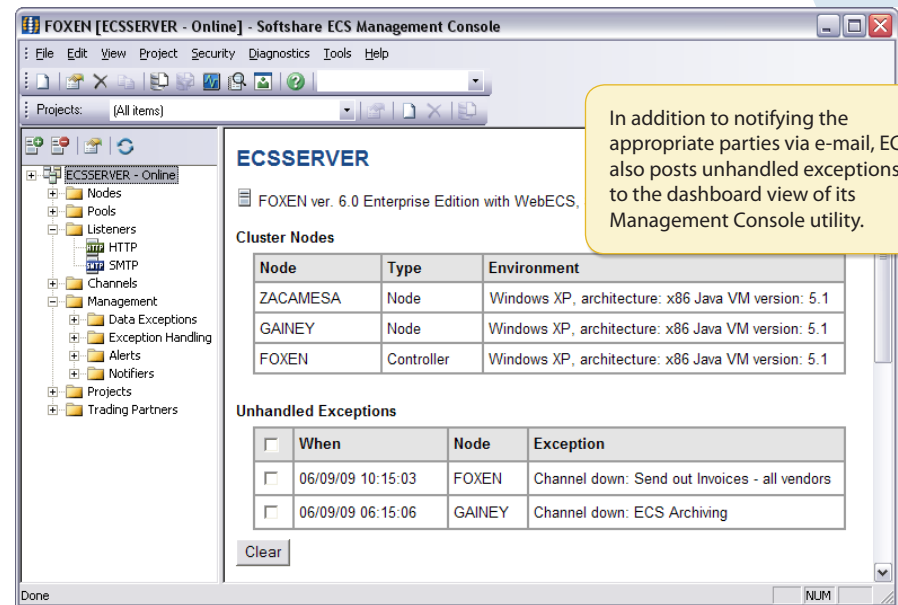 FOXEN [ECSSERVER - Online] - Softshare ECS Management Console
File Edit View Project Security Diagnostics Tools Help
Projects: (All items)
In addition to notifying the
appropriate parties via e-mail, EC
also posts unhandled exceptions
to the dashboard view of its
Management Console utility.
ECSSERVER - Online
Nodes
Pools
Listeners
HTTP
SMTP
Channels
Management
Data Exceptions
Exception Handling
Alerts
Notifiers
Projects
Trading Partners
ECSSERVER
FOXEN ver. 6.0 Enterprise Edition with WebECS,
Cluster Nodes
Node Type Environment
ZACAMESA Node Windows XP, architecture: x86 Java VM version: 5.1
GAINEY Node Windows XP, architecture: x86 Java VM version: 5.1
FOXEN Controller Windows XP, architecture: x86 Java VM version: 5.1
Unhandled Exceptions
When Node Exception
06/09/09 10:15:03 FOXEN Channel down: Send out Invoices - all vendors
06/09/09 06:15:06 GAINEY Channel down: ECS Archiving
Clear
Done NUM